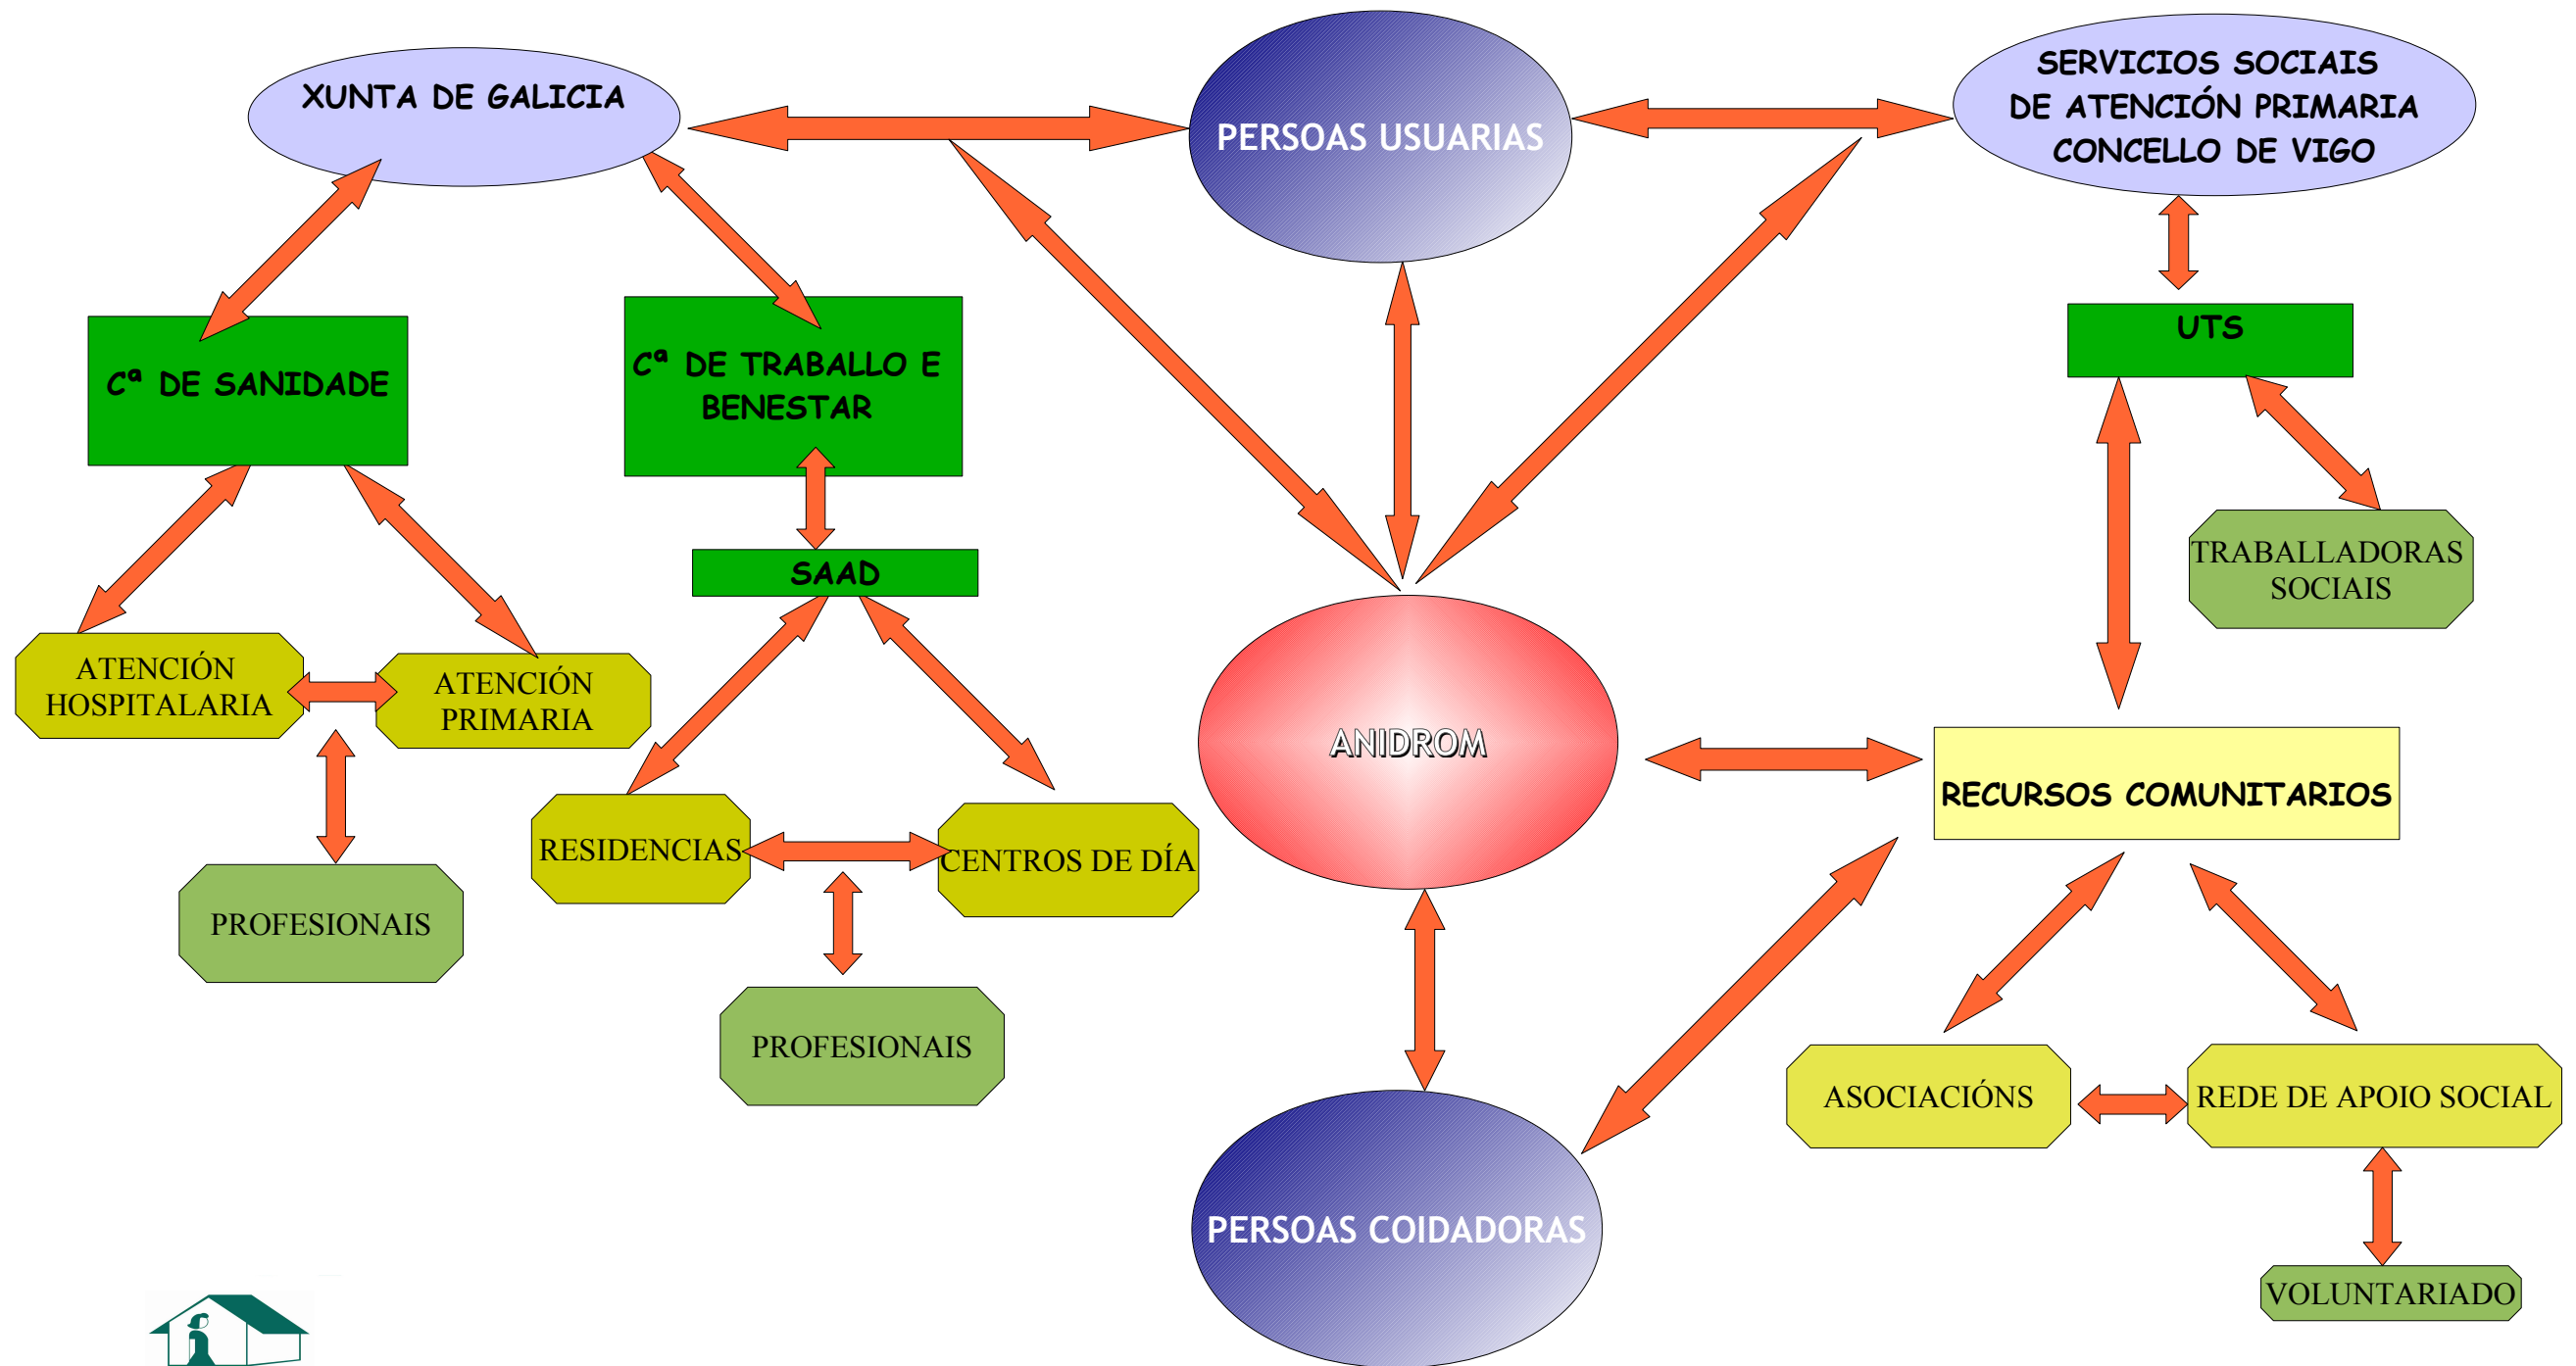 XUNTA DE GALICIA
PERSOAS USUARIAS
SERVICIOS SOCIAIS
DE ATENCIÓN PRIMARIA
CONCELLO DE VIGO
Cª DE SANIDADE
Cª DE TRABALLO E
BENESTAR
UTS
SAAD
TRABALLADORAS
SOCIAIS
ATENCIÓN
HOSPITALARIA
ATENCIÓN
PRIMARIA
ANIDROM
RECURSOS COMUNITARIOS
RESIDENCIAS
CENTROS DE DÍA
PROFESIONAIS
PROFESIONAIS
ASOCIACIÓNS
REDE DE APOIO SOCIAL
PERSOAS COIDADORAS
VOLUNTARIADO